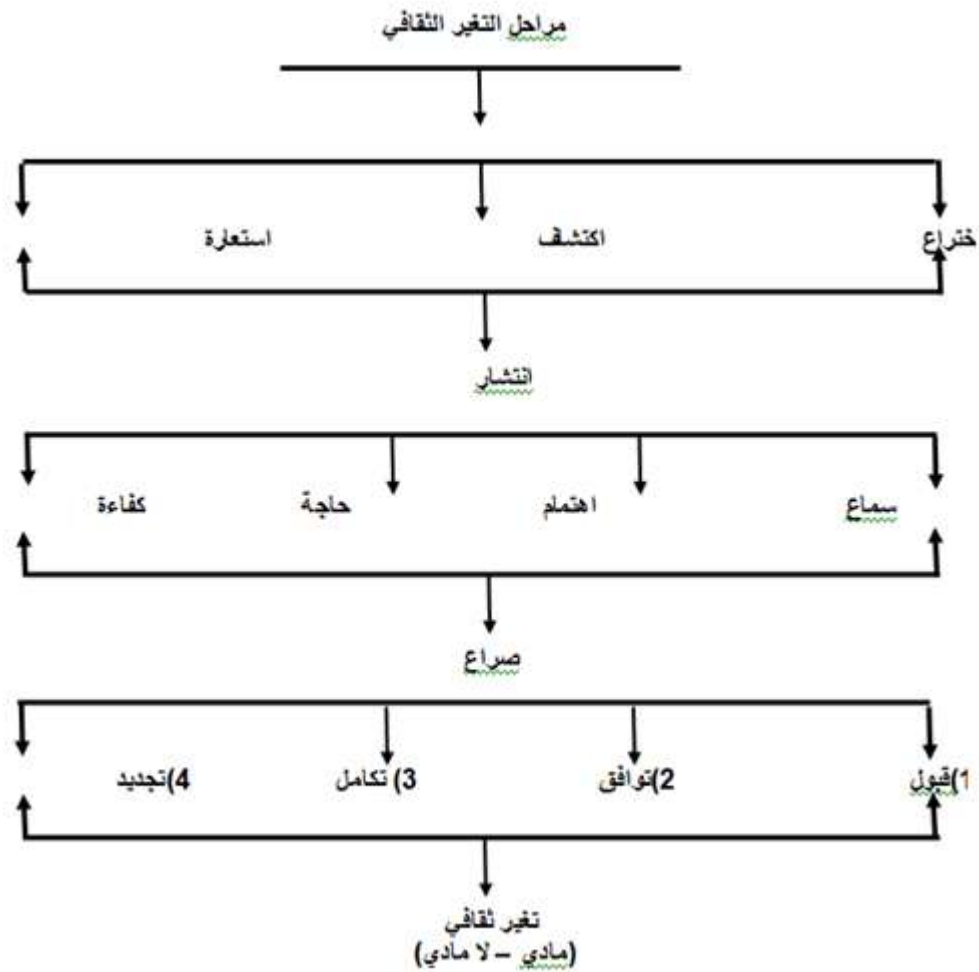 مراحل التغير الثقافي
ختراع اكتشف استعارة
انتشار
سماع اهتمام حاجة كفاءة
صراع
1)قبول 2)توافق 3) تكامل 4)تجديد
تغير ثقافي
(مادي – لا مادي)